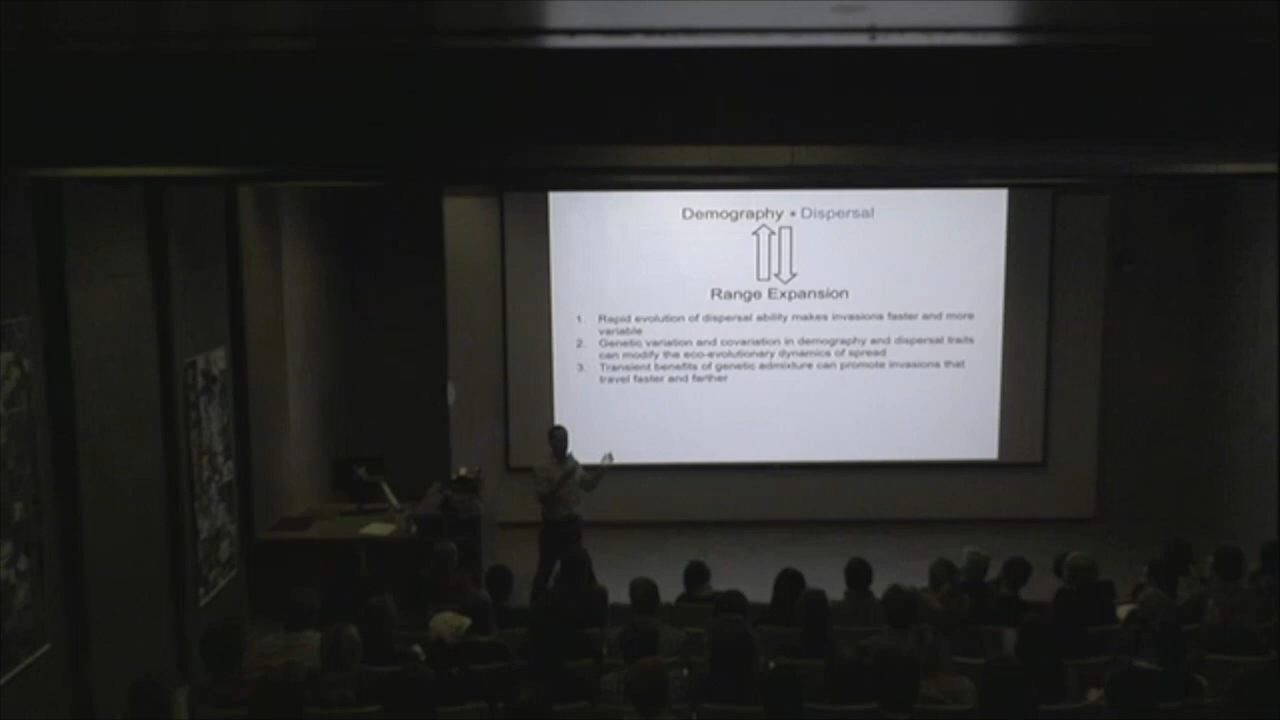 Demography • Dispersal
Range Expansion
1. Rapid evolution of dispersal ability makes invasions faster and more
variable
2. Genetic variation and covariation in demography and dispersal traits
can modify the eco-evolutionary dynamics of spread
3. Transient benefits of genetic admixture can promote invasions that
travel faster and farther